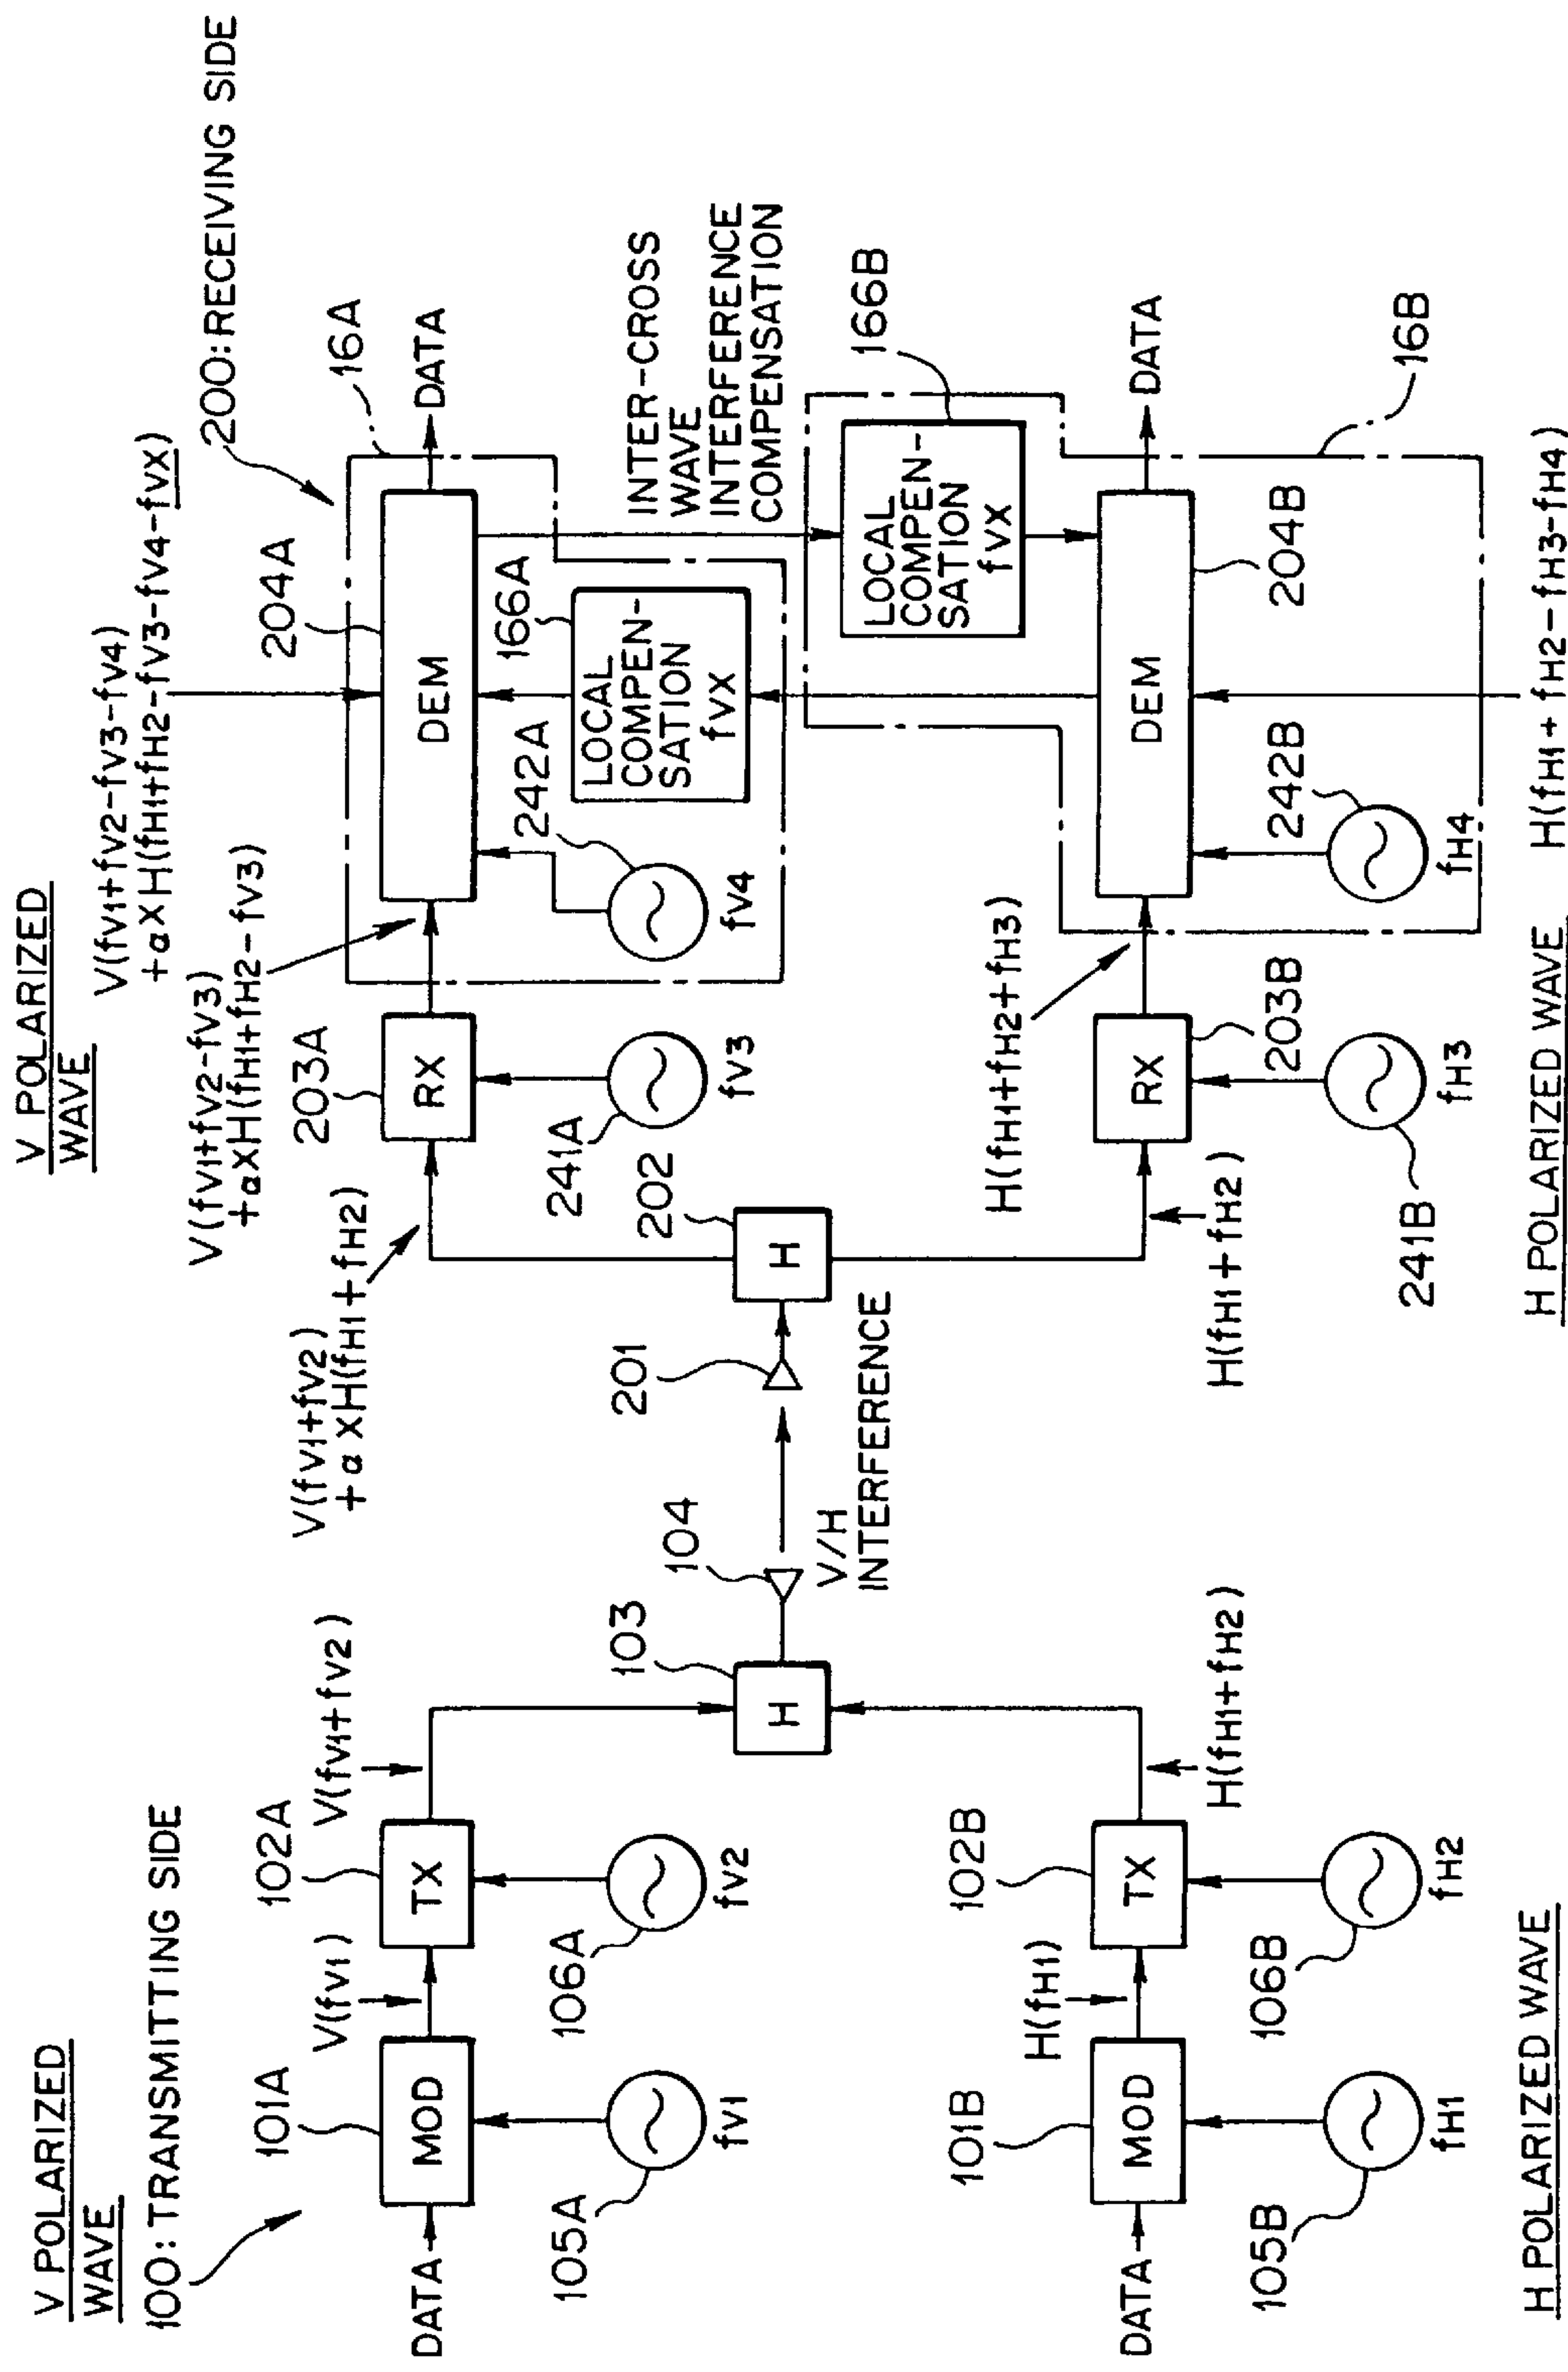 V POLARIZED
WAVE
100: TRANSMITTING SIDE
101A
MOD
DATA
105A
fV1
V(fV1)
102A
TX
106A
fV2
V(fV1+fV2)
103
H
104
V/H
INTERFERENCE
DATA
101B
MOD
105B
fH1
H(fH1)
102B
TX
106B
fH2
H(fH1+fH2)
H POLARIZED WAVE
V POLARIZED
WAVE
200:RECEIVING SIDE
201
202
H
V(fV1+fV2)
+αXH(fH1+fH2)
203A
RX
241A
fV3
V(fV1+fV2-fV3)
+αXH(fH1+fH2-fV3)
V(fV1+fV2-fV3-fV4)
+αXH(fH1+fH2-fV3-fV4-fVX)
204A
DEM
16A
DATA
242A
fV4
166A
LOCAL
COMPEN-
SATION
fVX
INTER-CROSS
WAVE
INTERFERENCE
COMPENSATION
166B
LOCAL
COMPEN-
SATION
fVX
H(fH1+fH2)
203B
RX
241B
fH3
H(fH1+fH2+fH3)
204B
DEM
16B
DATA
242B
fH4
H(fH1+fH2-fH3-fH4)
H POLARIZED WAVE